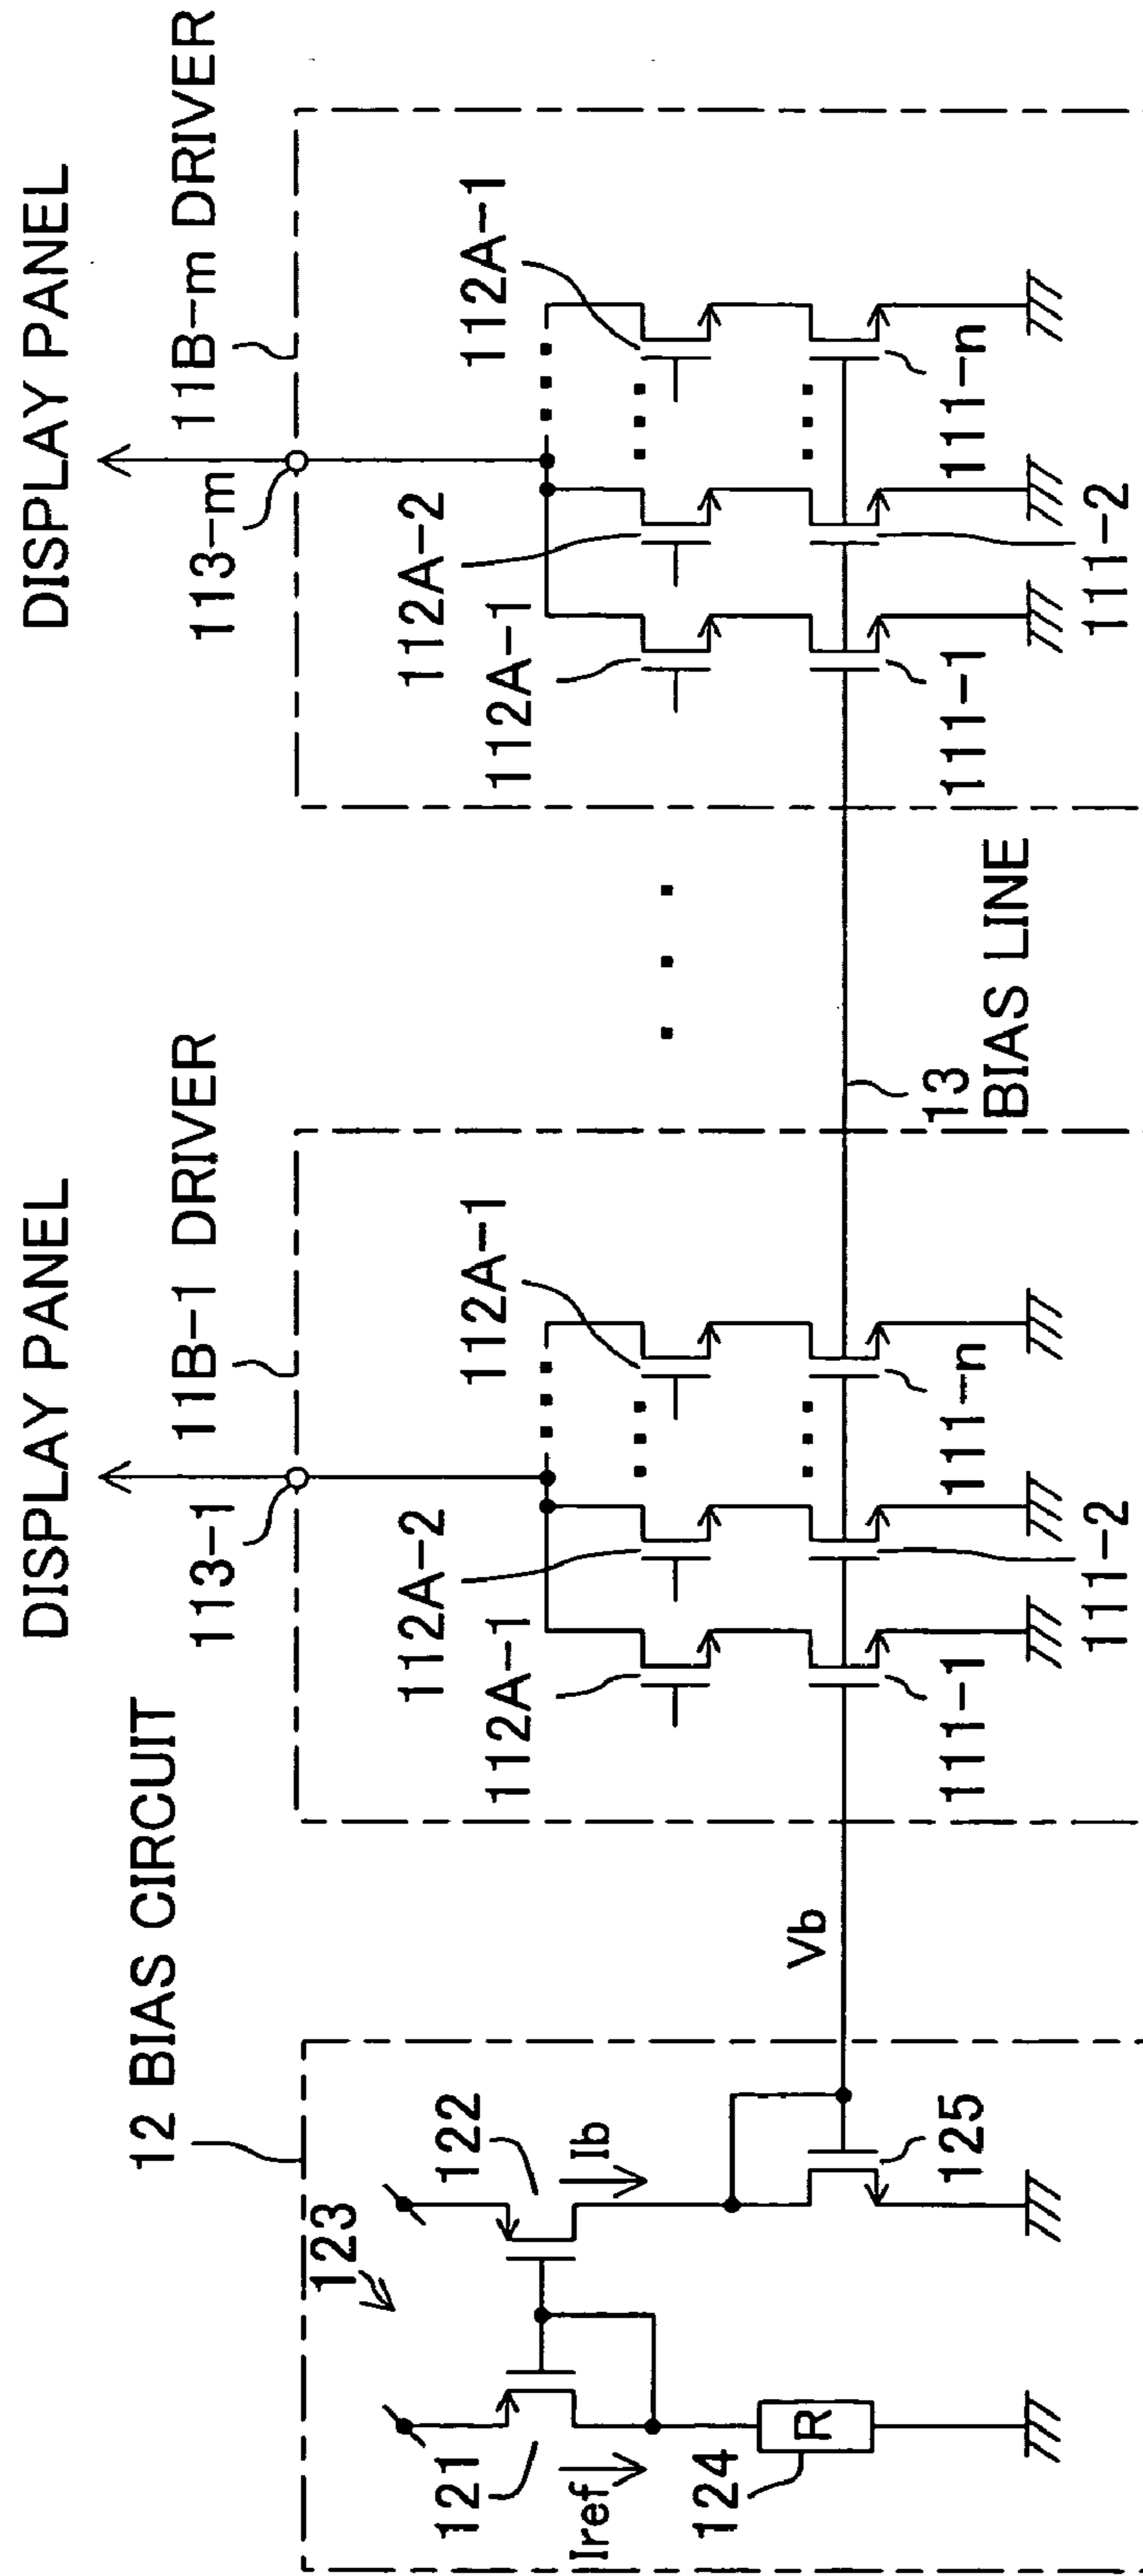 DISPLAY PANEL
DISPLAY PANEL
12 BIAS CIRCUIT
113-1
11B-1 DRIVER
113-m
11B-m DRIVER
123
121
122
Iref
Ib
124
R
125
Vb
112A-1
112A-2
112A-1
111-1
111-2
111-n
13
BIAS LINE
112A-1
112A-2
112A-1
111-1
111-2
111-n